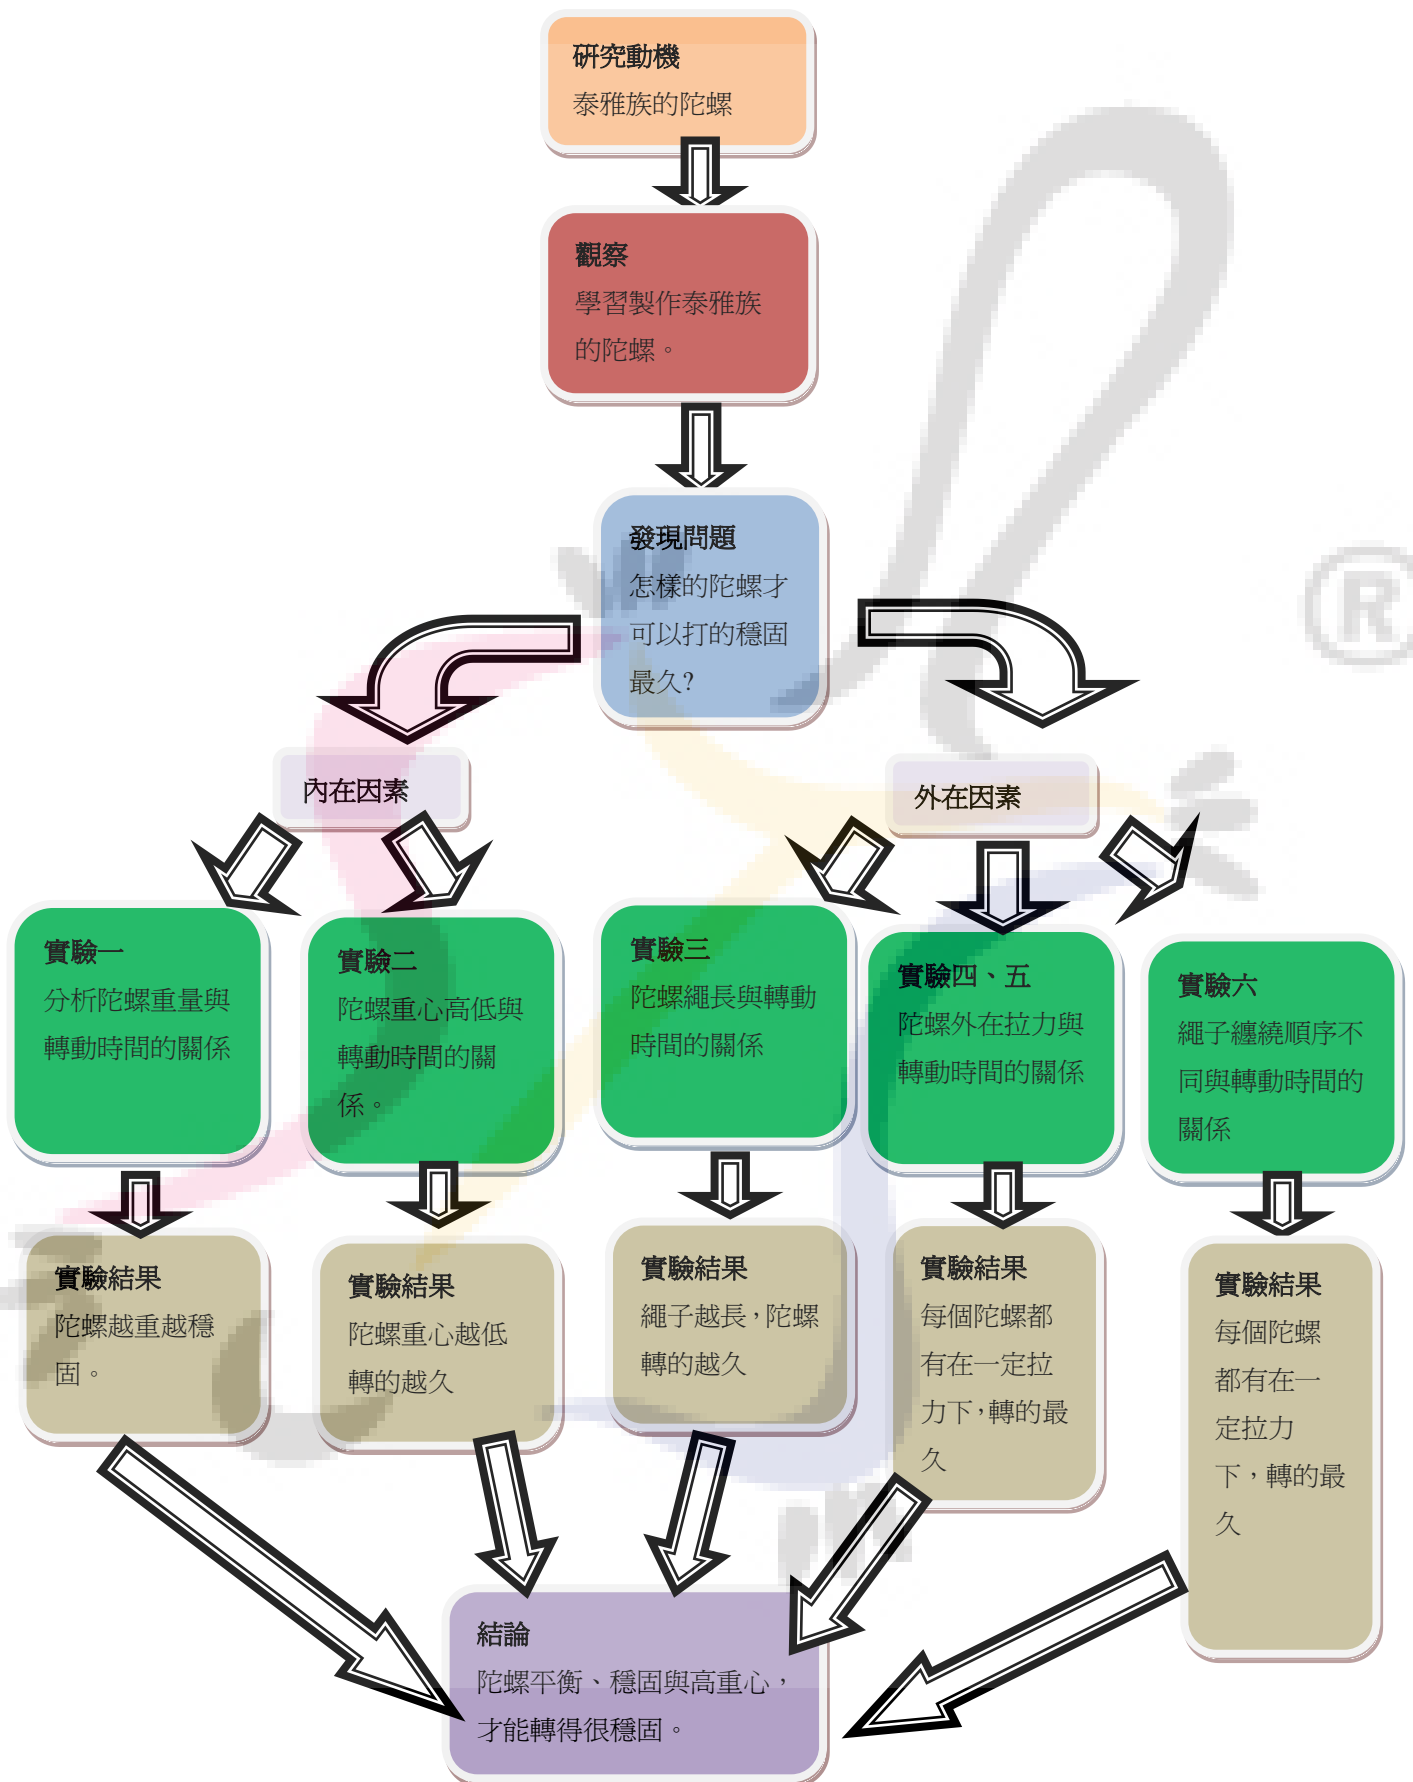 研究動機
泰雅族的陀螺
觀察
學習製作泰雅族
的陀螺。
發現問題
怎樣的陀螺才
可以打的穩固
最久?
內在因素
外在因素
實驗一
分析陀螺重量與
轉動時間的關係
實驗二
陀螺重心高低與
轉動時間的關
係。
實驗三
陀螺繩長與轉動
時間的關係
實驗四、五
陀螺外在拉力與
轉動時間的關係
實驗六
繩子纏繞順序不
同與轉動時間的
關係
實驗結果
陀螺越重越穩
固。
實驗結果
陀螺重心越低
轉的越久
實驗結果
繩子越長，陀螺
轉的越久
實驗結果
每個陀螺都
有在一定拉
力下，轉的最
久
實驗結果
每個陀螺
都有在一
定拉力
下，轉的最
久
結論
陀螺平衡、穩固與高重心，
才能轉得很穩固。
®